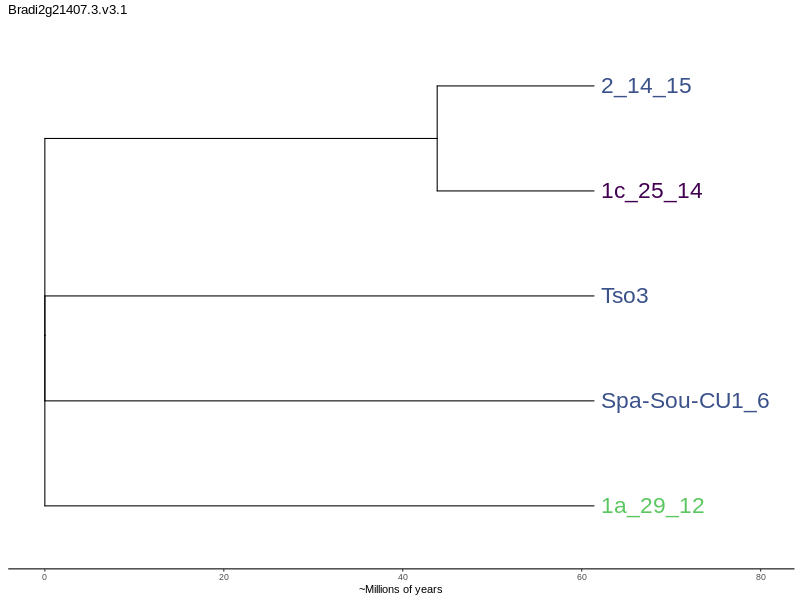 Bradi2g21407.3.v3.1
2_14_15
1c_25_14
Tso3
Spa-Sou-CU1_6
1a_29_12
0 20 40 60 80
~Millions of years